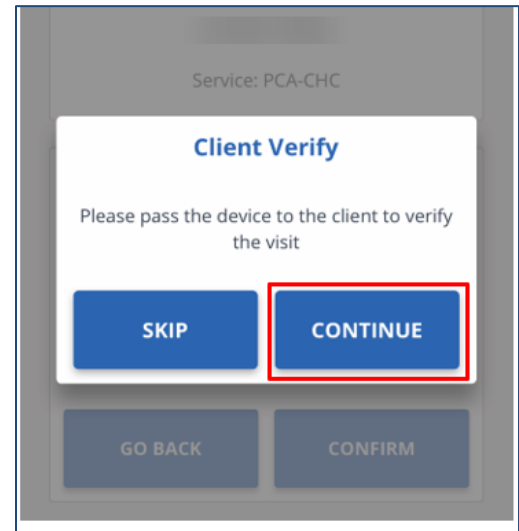 Service: PCA-CHC
Client Verify
Please pass the device to the client to verify
the visit
SKIP
CONTINUE
GO BACK
CONFIRM